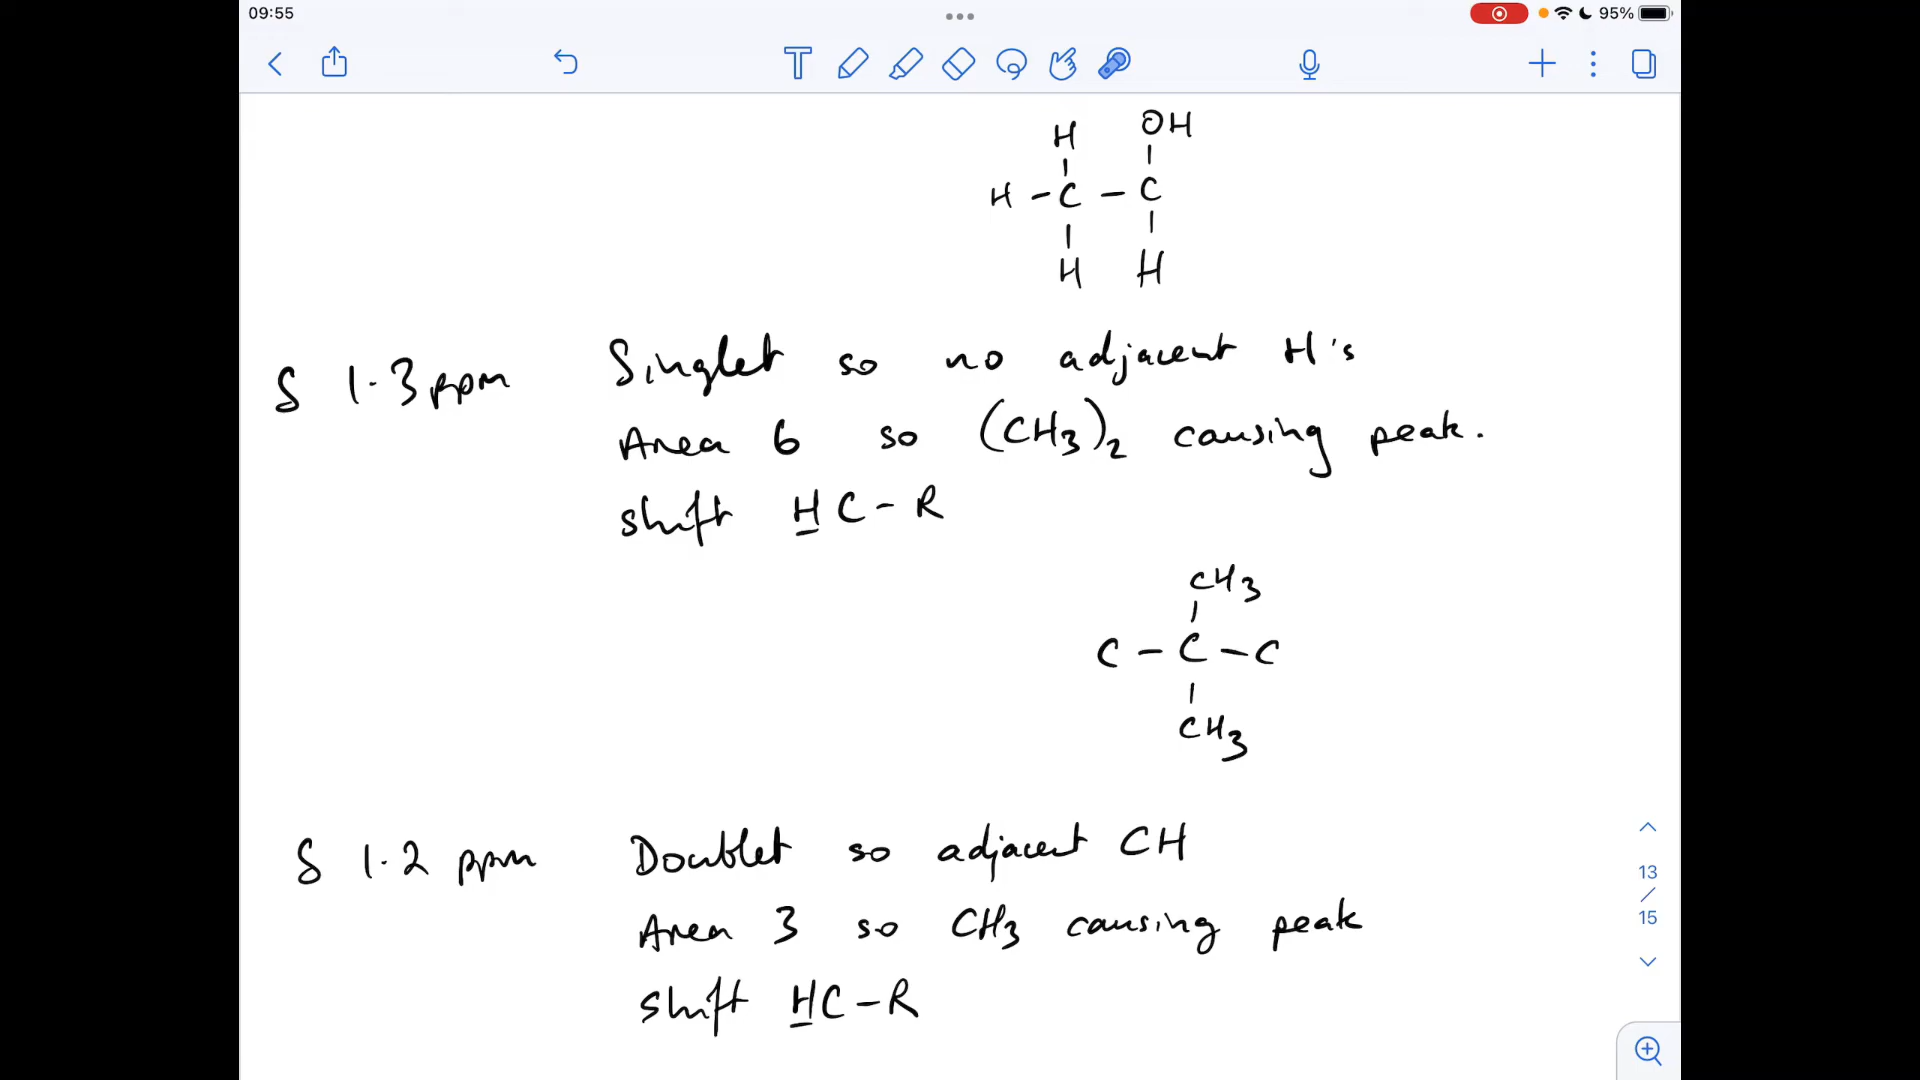 09:55
95%
H OH
H - C - C
H H
δ 1.3 ppm Singlet so no adjacent H's
Area 6 so (CH3)2 causing peak.
shift HC-R
CH3
C - C - C
CH3
δ 1.2 ppm Doublet so adjacent CH
Area 3 so CH3 causing peak
shift HC-R
13
/
15